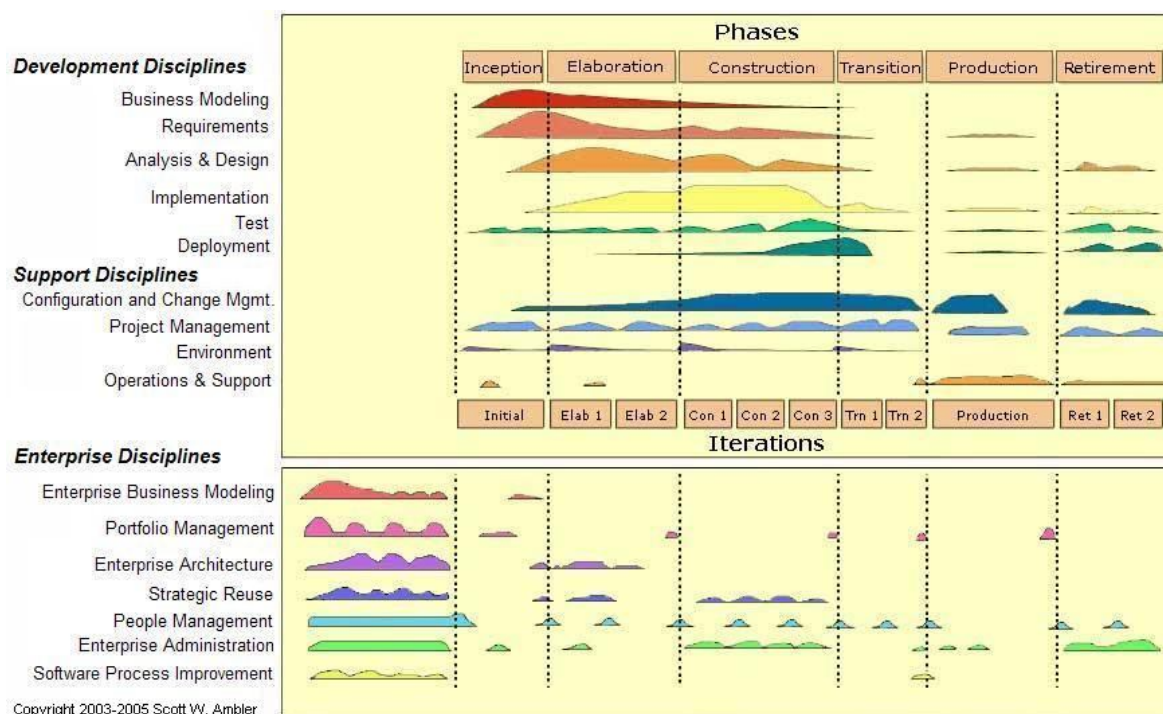 Phases
Development Disciplines
Inception Elaboration Construction Transition Production Retirement
Business Modeling
Requirements
Analysis & Design
Implementation
Test
Deployment
Support Disciplines
Configuration and Change Mgmt.
Project Management
Environment
Operations & Support
Initial Elab 1 Elab 2 Con 1 Con 2 Con 3 Trn 1 Trn 2 Production Ret 1 Ret 2
Iterations
Enterprise Disciplines
Enterprise Business Modeling
Portfolio Management
Enterprise Architecture
Strategic Reuse
People Management
Enterprise Administration
Software Process Improvement
Copyright 2003-2005 Scott W. Ambler